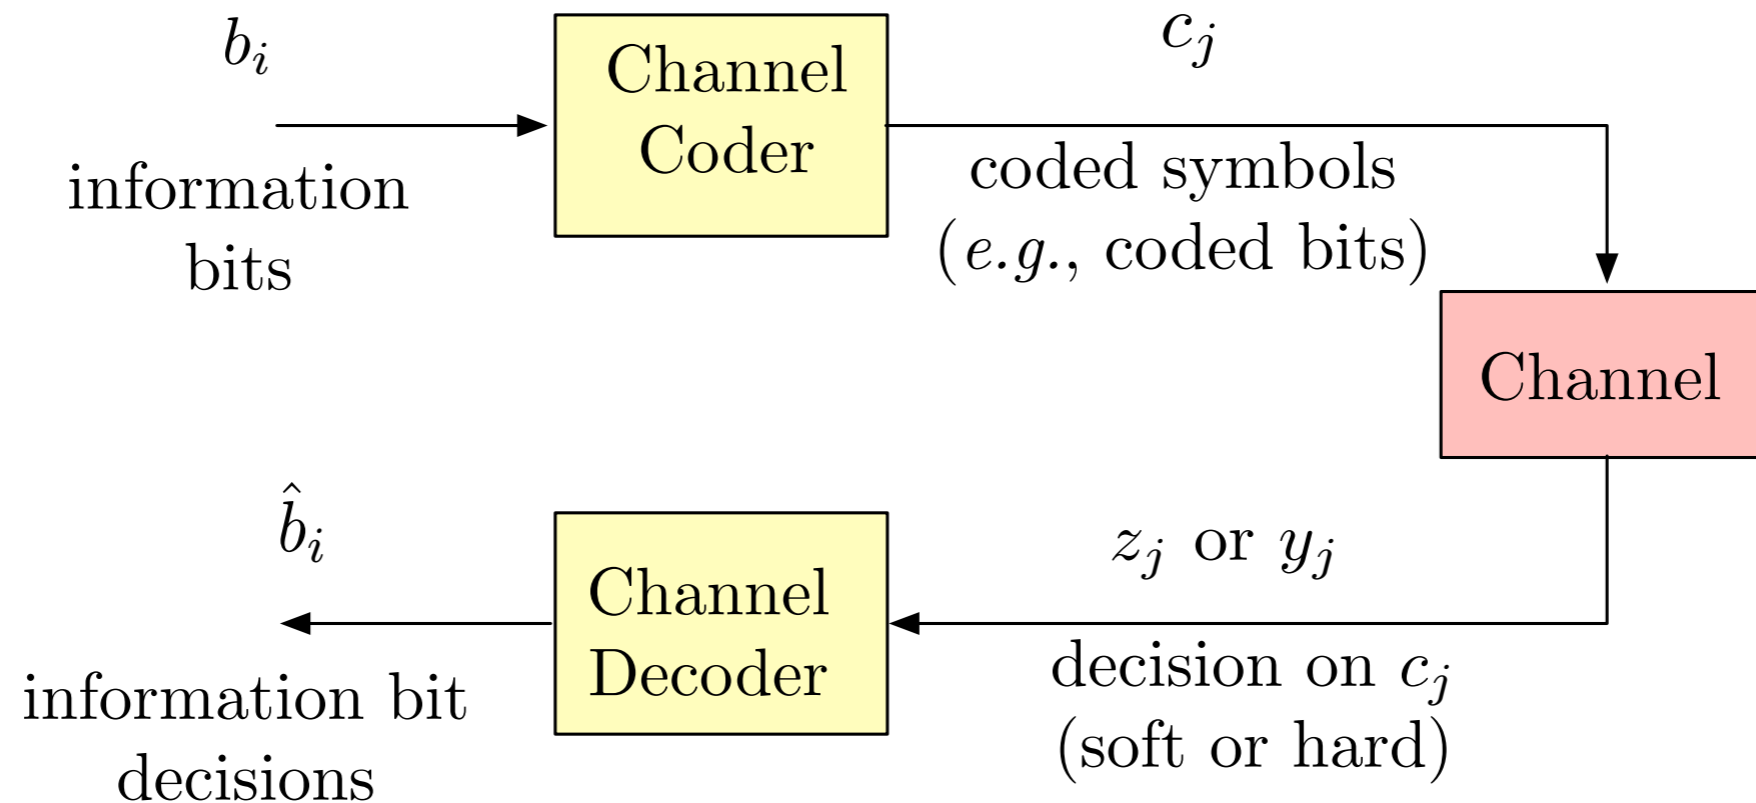 b_i
information
bits
Channel
Coder
c_j
coded symbols
(e.g., coded bits)
Channel
z_j or y_j
decision on c_j
(soft or hard)
Channel
Decoder
b̂_i
information bit
decisions